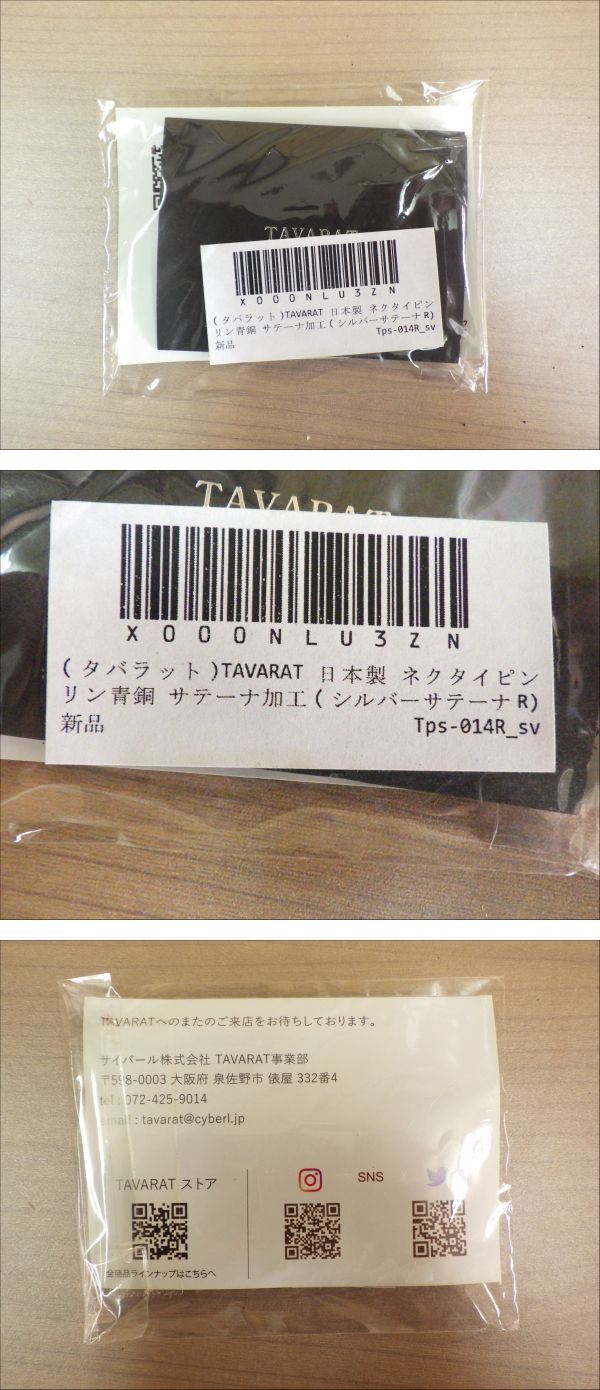 TAVARAT
X000NLU3ZN
(タバラット)TAVARAT 日本製 ネクタイピン
リン青銅 サテーナ加工(シルバーサテーナR)
新品 Tps-014R_sv
TAVARAT
X000NLU3ZN
(タバラット)TAVARAT 日本製 ネクタイピン
リン青銅 サテーナ加工(シルバーサテーナR)
新品 Tps-014R_sv
TAVARATへのまたのご来店をお待ちしております。
サイバール株式会社 TAVARAT事業部
〒598-0003 大阪府 泉佐野市 俵屋 332番4
tel : 072-425-9014
email : tavarat@cyberl.jp
TAVARAT ストア
SNS
全商品ラインナップはこちらへ